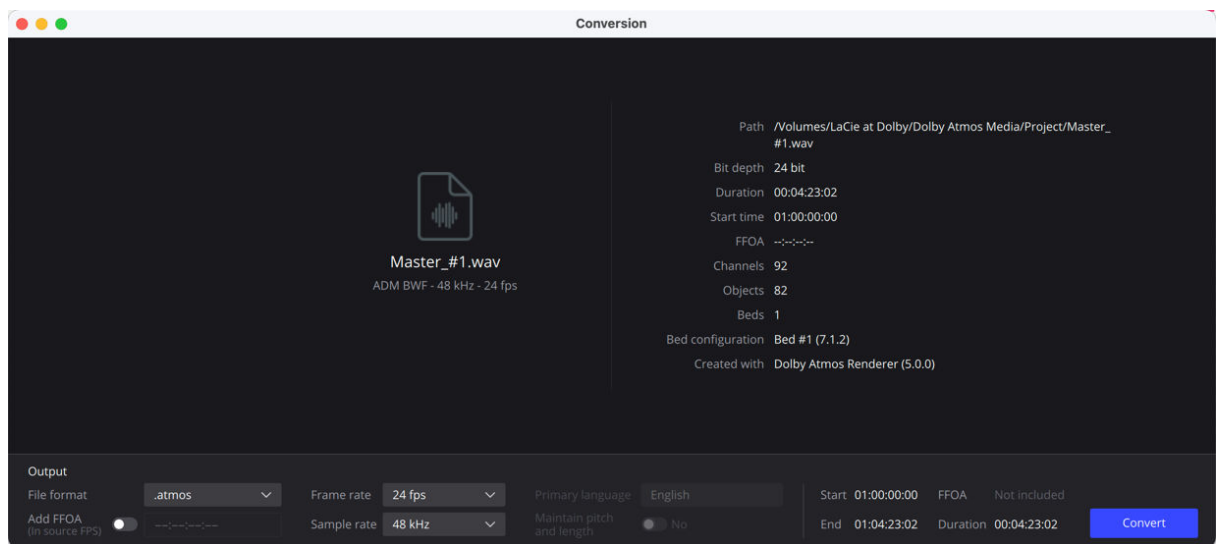 Conversion
Path /Volumes/LaCie at Dolby/Dolby Atmos Media/Project/Master_
#1.wav
Bit depth 24 bit
Duration 00:04:23:02
Start time 01:00:00:00
FFOA --:--:--:--
Channels 92
Objects 82
Beds 1
Bed configuration Bed #1 (7.1.2)
Created with Dolby Atmos Renderer (5.0.0)
Master_#1.wav
ADM BWF - 48 kHz - 24 fps
Output
File format .atmos
Add FFOA
(In source FPS) --:--:--:--
Frame rate 24 fps
Sample rate 48 kHz
Primary language English
Maintain pitch
and length No
Start 01:00:00:00 FFOA Not included
End 01:04:23:02 Duration 00:04:23:02
Convert